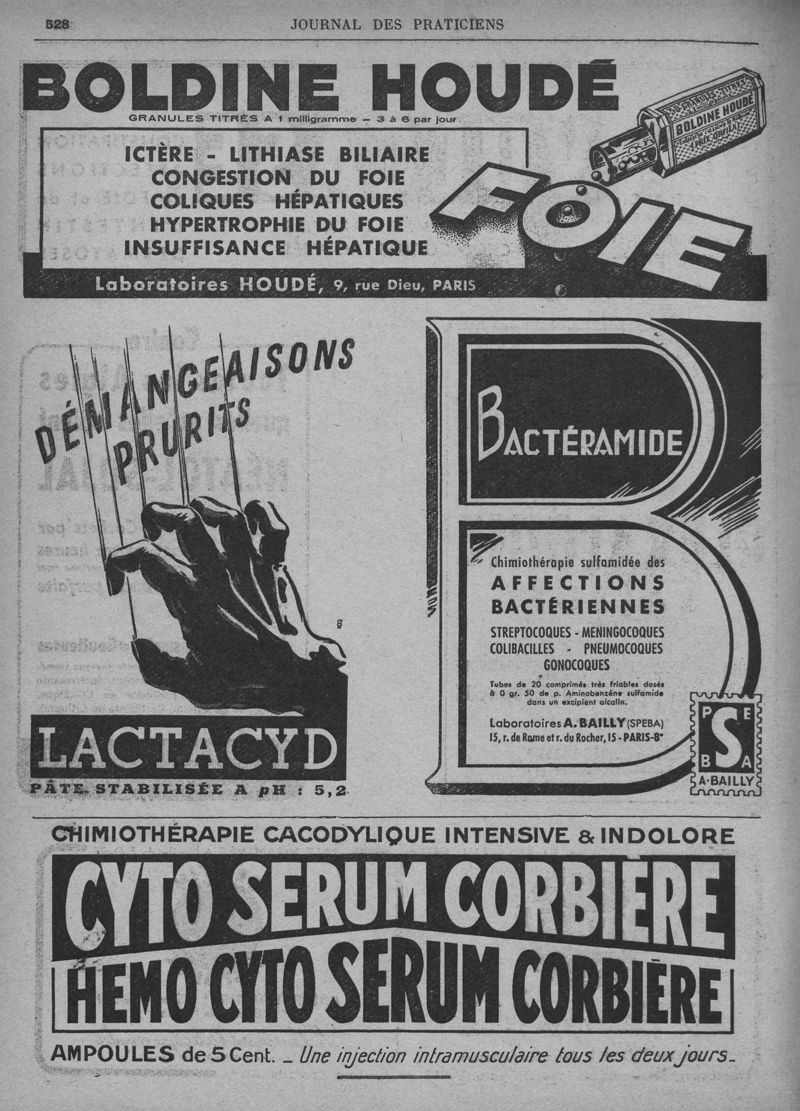 528
JOURNAL DES PRATICIENS
BOLDINE HOUDÉ
GRANULES TITRÉS A 1 milligramme — 3 à 6 par jour.
ICTÈRE - LITHIASE BILIAIRE
CONGESTION DU FOIE
COLIQUES HÉPATIQUES
HYPERTROPHIE DU FOIE
INSUFFISANCE HÉPATIQUE
BOLDINE HOUDÉ
FOIE
Laboratoires HOUDÉ, 9, rue Dieu, PARIS
DÉMANGEAISONS
PRURITS
LACTACYD
PÂTE STABILISÉE A pH : 5,2
BACTÉRAMIDE
Chimiothérapie sulfamidée des
AFFECTIONS
BACTÉRIENNES
STREPTOCOQUES - MENINGOCOQUES
COLIBACILLES - PNEUMOCOQUES
GONOCOQUES
Tubes de 20 comprimés très friables dosés
à 0 gr. 50 de p. Aminobenzène sulfamide
dans un excipient alcalin.
Laboratoires A. BAILLY (SPEBA)
15, r. de Rome et r. du Rocher, 15 - PARIS-8e
P E
S
B A
A. BAILLY
CHIMIOTHÉRAPIE CACODYLIQUE INTENSIVE & INDOLORE
CYTO SERUM CORBIÈRE
HEMO CYTO SERUM CORBIÈRE
AMPOULES de 5 Cent. _ Une injection intramusculaire tous les deux jours_